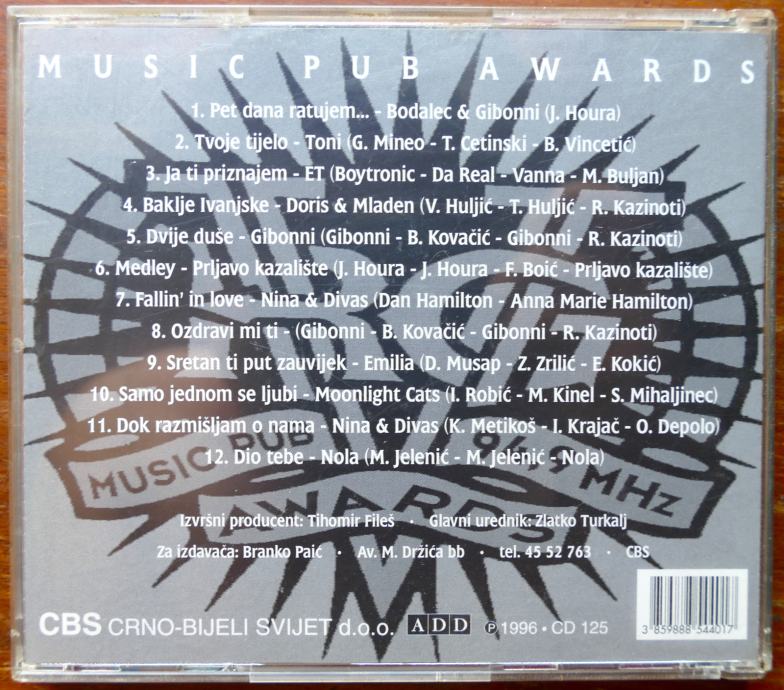 MUSIC PUB AWARDS
1. Pet dana ratujem... - Bodalec & Gibonni (J. Houra)
2. Tvoje tijelo - Toni (G. Mineo - T. Cetinski - B. Vincetić)
3. Ja ti priznajem - ET (Boytronic - Da Real - Vanna - M. Buljan)
4. Baklje Ivanjske - Doris & Mladen (V. Huljić - T. Huljić - R. Kazinoti)
5. Dvije duše - Gibonni (Gibonni - B. Kovačić - Gibonni - R. Kazinoti)
6. Medley - Prljavo kazalište (J. Houra - J. Houra - F. Boić - Prljavo kazalište)
7. Fallin' in love - Nina & Divas (Dan Hamilton - Anna Marie Hamilton)
8. Ozdravi mi ti - (Gibonni - B. Kovačić - Gibonni - R. Kazinoti)
9. Sretan ti put zauvijek - Emilia (D. Musap - Z. Zrilić - E. Kokić)
10. Samo jednom se ljubi - Moonlight Cats (I. Robić - M. Kinel - S. Mihaljinec)
11. Dok razmišljam o nama - Nina & Divas (K. Metikoš - I. Krajač - O. Depolo)
12. Dio tebe - Nola (M. Jelenić - M. Jelenić - Nola)
MUSIC PUB
MHz
AWARDS
Izvršni producent: Tihomir Fileš · Glavni urednik: Zlatko Turkalj
Za izdavača: Branko Paić · Av. M. Držića bb · tel. 45 52 763 · CBS
CBS CRNO-BIJELI SVIJET d.o.o. ADD ℗ 1996 · CD 125
3 859888 544017